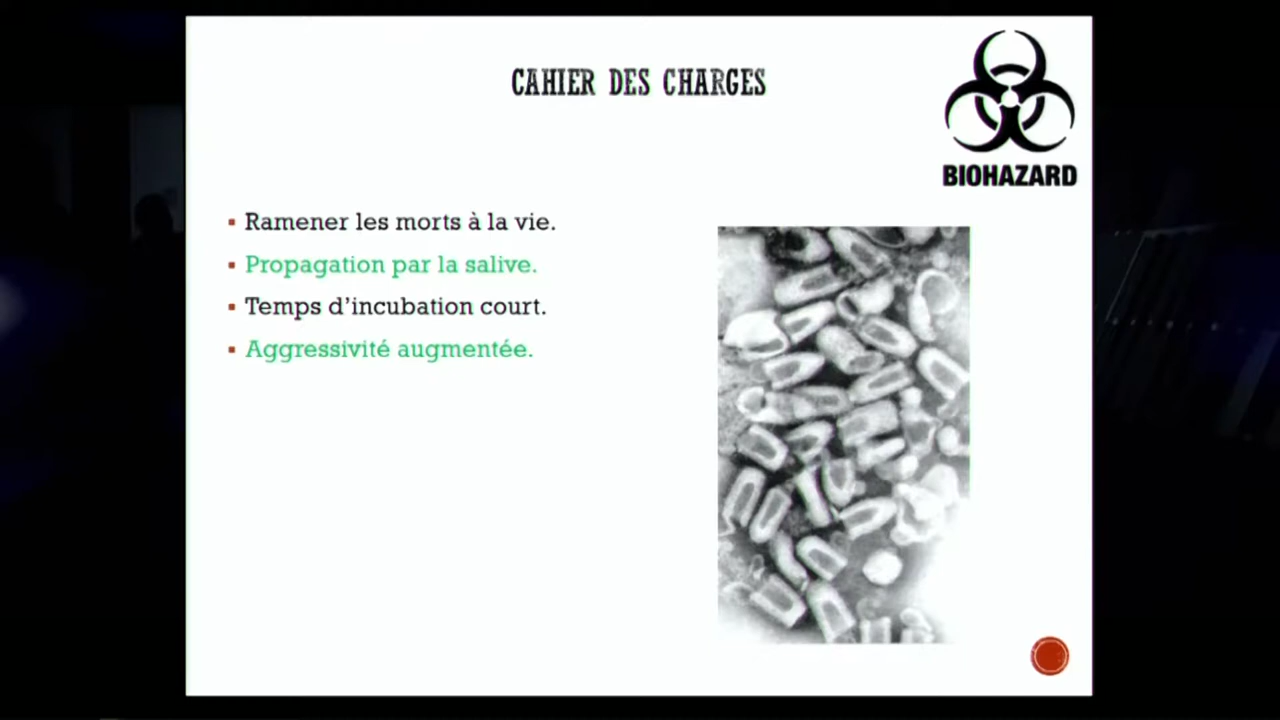 CAHIER DES CHARGES
BIOHAZARD
Ramener les morts à la vie.
Propagation par la salive.
Temps d'incubation court.
Aggressivité augmentée.